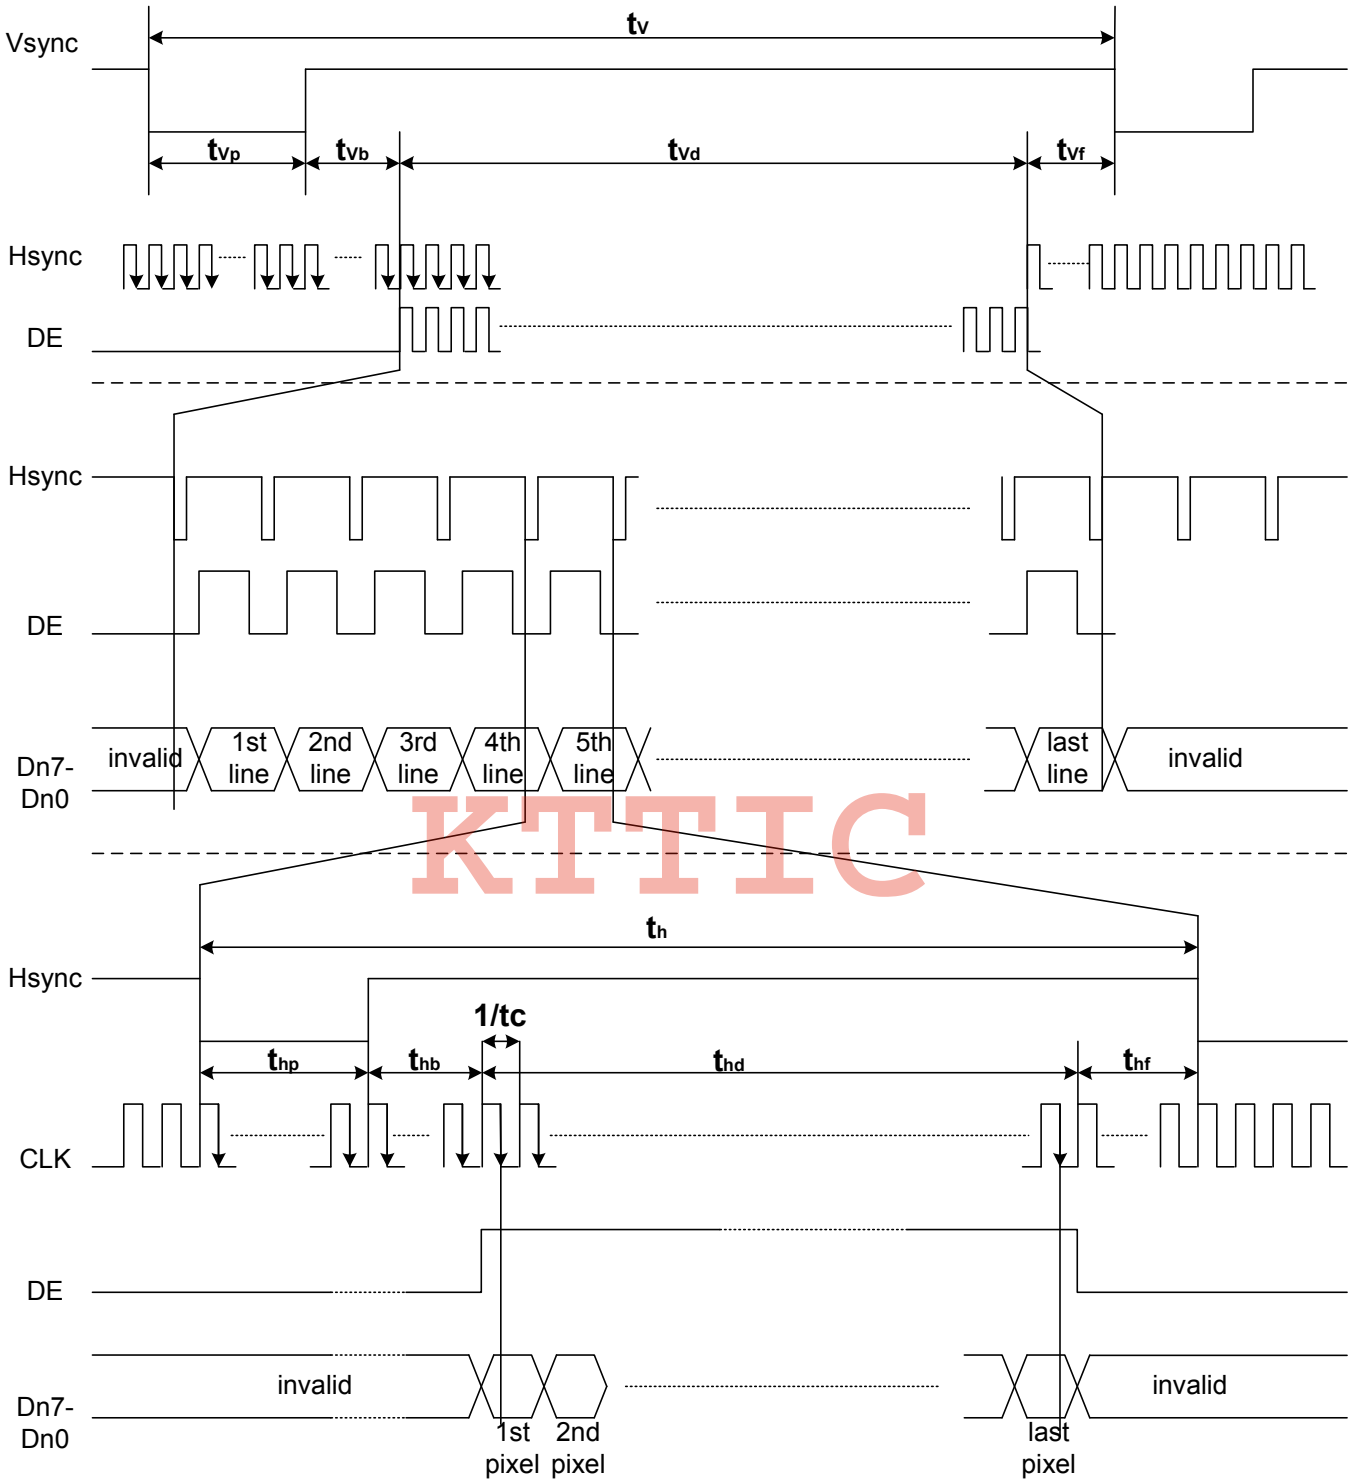 tv
Vsync
tvp
tvb
tvd
tvf
Hsync
DE
Hsync
DE
invalid
1st
line
2nd
line
3rd
line
4th
line
5th
line
last
line
invalid
Dn7-
Dn0
KTTIC
th
Hsync
1/tc
thp
thb
thd
thf
CLK
DE
invalid
invalid
Dn7-
Dn0
1st
pixel
2nd
pixel
last
pixel